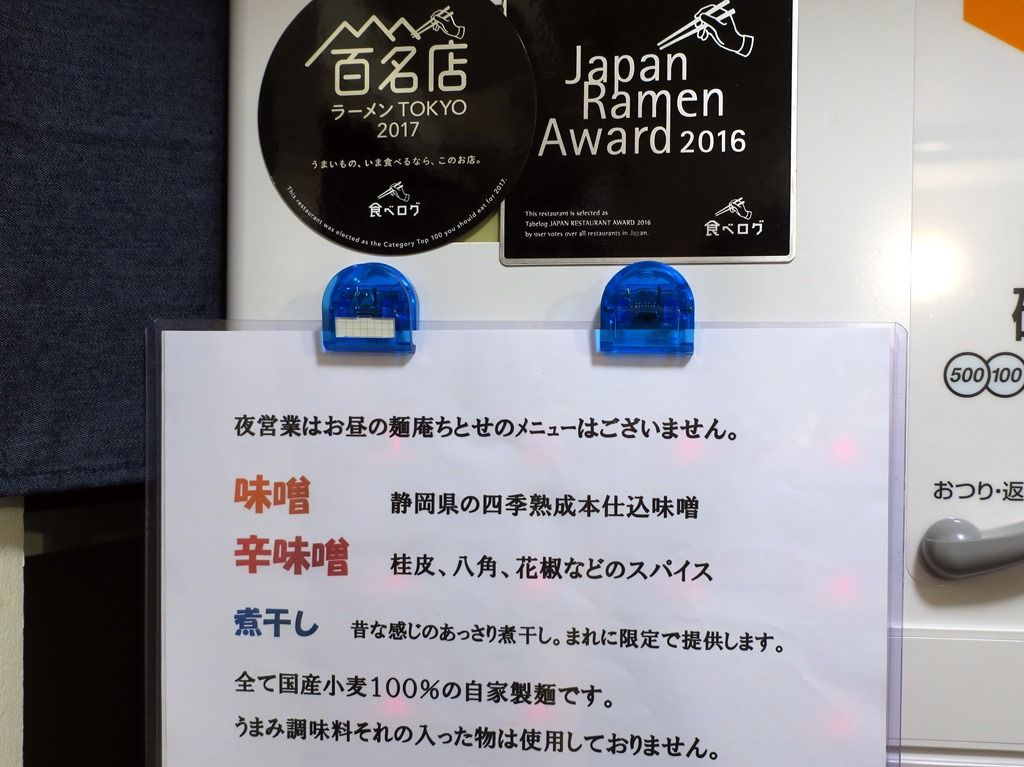 百名店
ラーメン TOKYO
2017
うまいもの、いま食べるなら、このお店。
食べログ
This restaurant was elected as the Category Top 100 you should eat for 2017.
Japan
Ramen
Award 2016
This restaurant is selected as
Tabelog JAPAN RESTAURANT AWARD 2016
by user votes over all restaurants in Japan.
食べログ
500 100
おつり・返
夜営業はお昼の麺庵ちとせのメニューはございません。
味噌 静岡県の四季熟成本仕込味噌
辛味噌 桂皮、八角、花椒などのスパイス
煮干し 昔な感じのあっさり煮干し。まれに限定で提供します。
全て国産小麦100%の自家製麺です。
うまみ調味料それの入った物は使用しておりません。